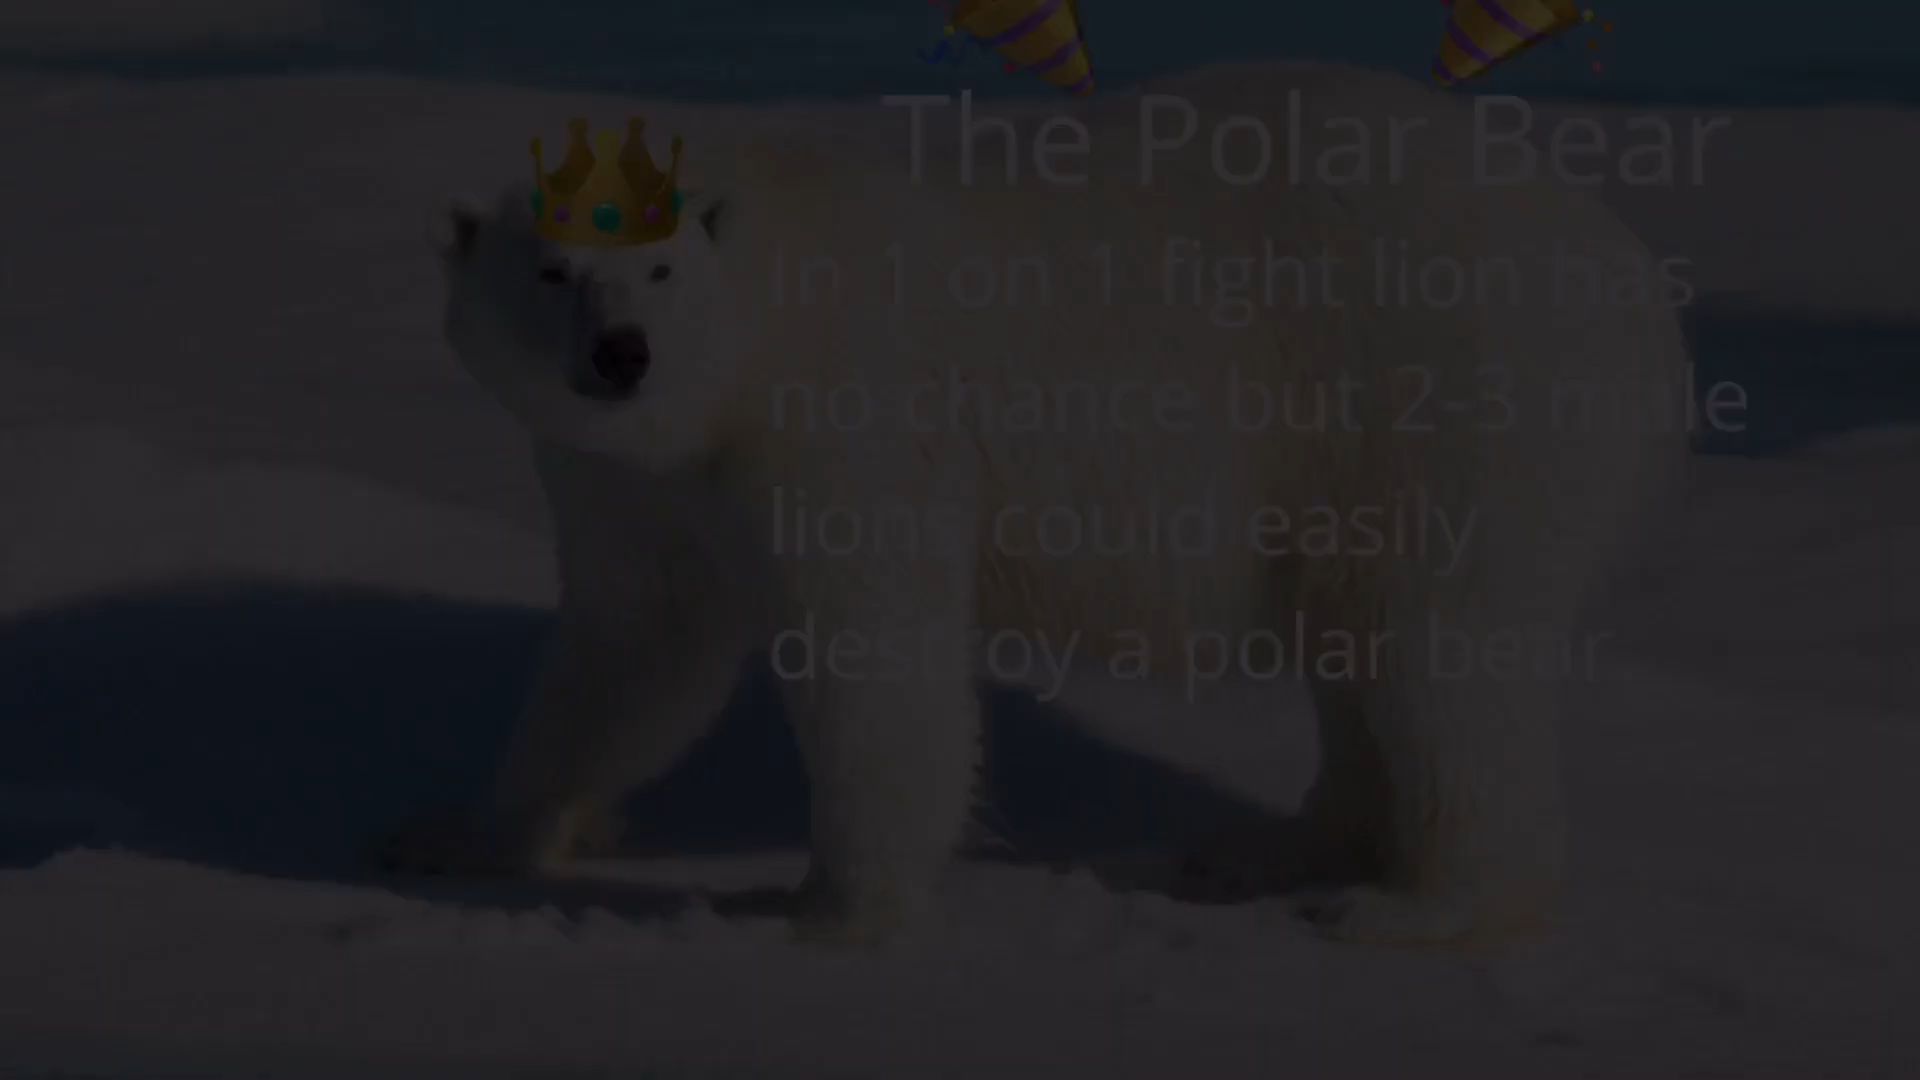 The Polar Bear
In 1 on 1 fight lion has
no chance but 2-3 male
lions could easily
destroy a polar bear